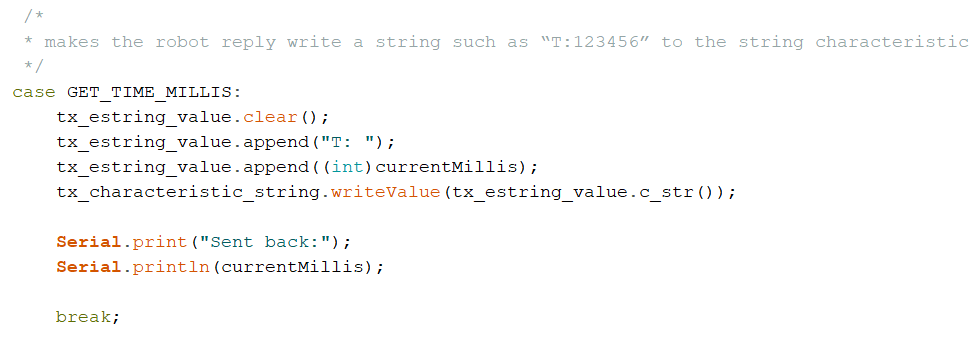 /*
* makes the robot reply write a string such as “T:123456” to the string characteristic
*/
case GET_TIME_MILLIS:
tx_estring_value.clear();
tx_estring_value.append("T: ");
tx_estring_value.append((int)currentMillis);
tx_characteristic_string.writeValue(tx_estring_value.c_str());
Serial.print("Sent back:");
Serial.println(currentMillis);
break;